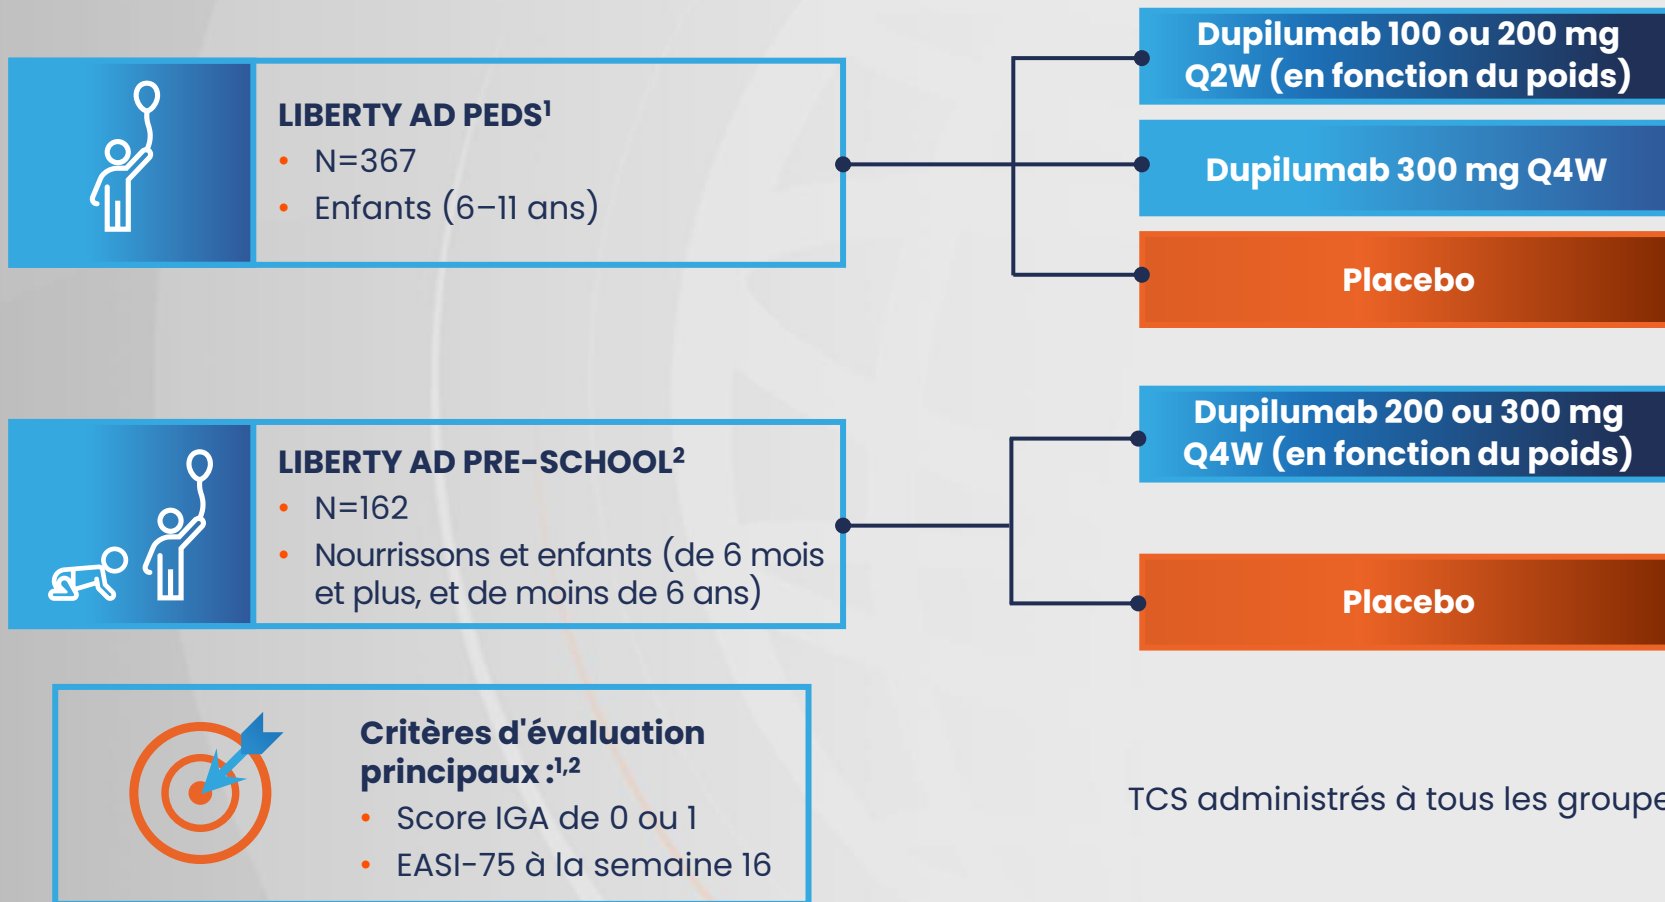 LIBERTY AD PEDS¹
• N=367
• Enfants (6–11 ans)
Dupilumab 100 ou 200 mg
Q2W (en fonction du poids)
Dupilumab 300 mg Q4W
Placebo
LIBERTY AD PRE-SCHOOL²
• N=162
• Nourrissons et enfants (de 6 mois
et plus, et de moins de 6 ans)
Dupilumab 200 ou 300 mg
Q4W (en fonction du poids)
Placebo
Critères d'évaluation
principaux :¹,²
• Score IGA de 0 ou 1
• EASI-75 à la semaine 16
TCS administrés à tous les groupe